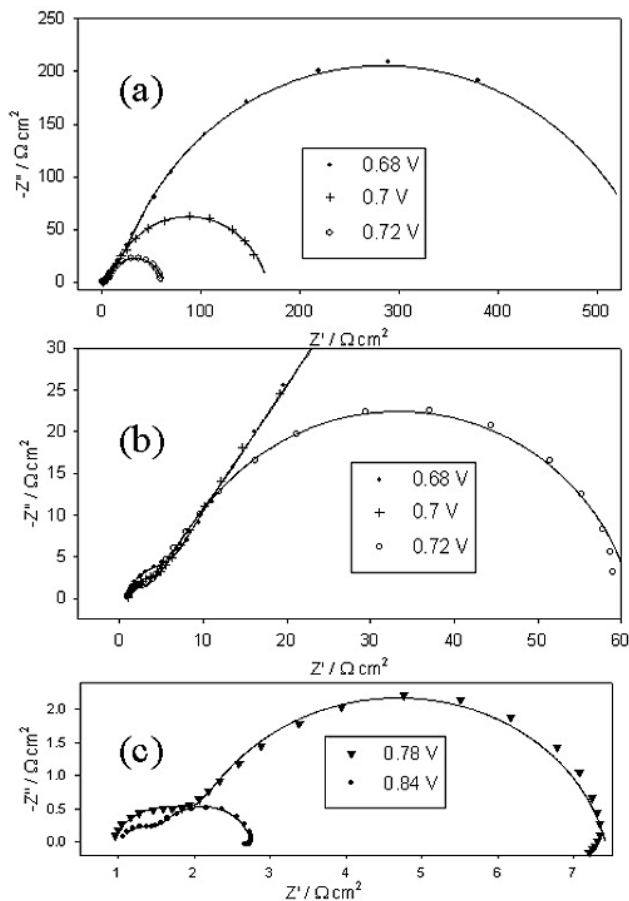 250
200
(a)
150
-Z" / Ω cm²
0.68 V
100
0.7 V
0.72 V
50
0
0 100 200 300 400 500
Z' / Ω cm²
30
25
(b)
20
-Z" / Ω cm²
0.68 V
15
0.7 V
10
0.72 V
5
0
0 10 20 30 40 50 60
Z' / Ω cm²
2.0
(c)
0.78 V
1.5
-Z" / Ω cm²
0.84 V
1.0
0.5
0.0
1 2 3 4 5 6 7
Z' / Ω cm²